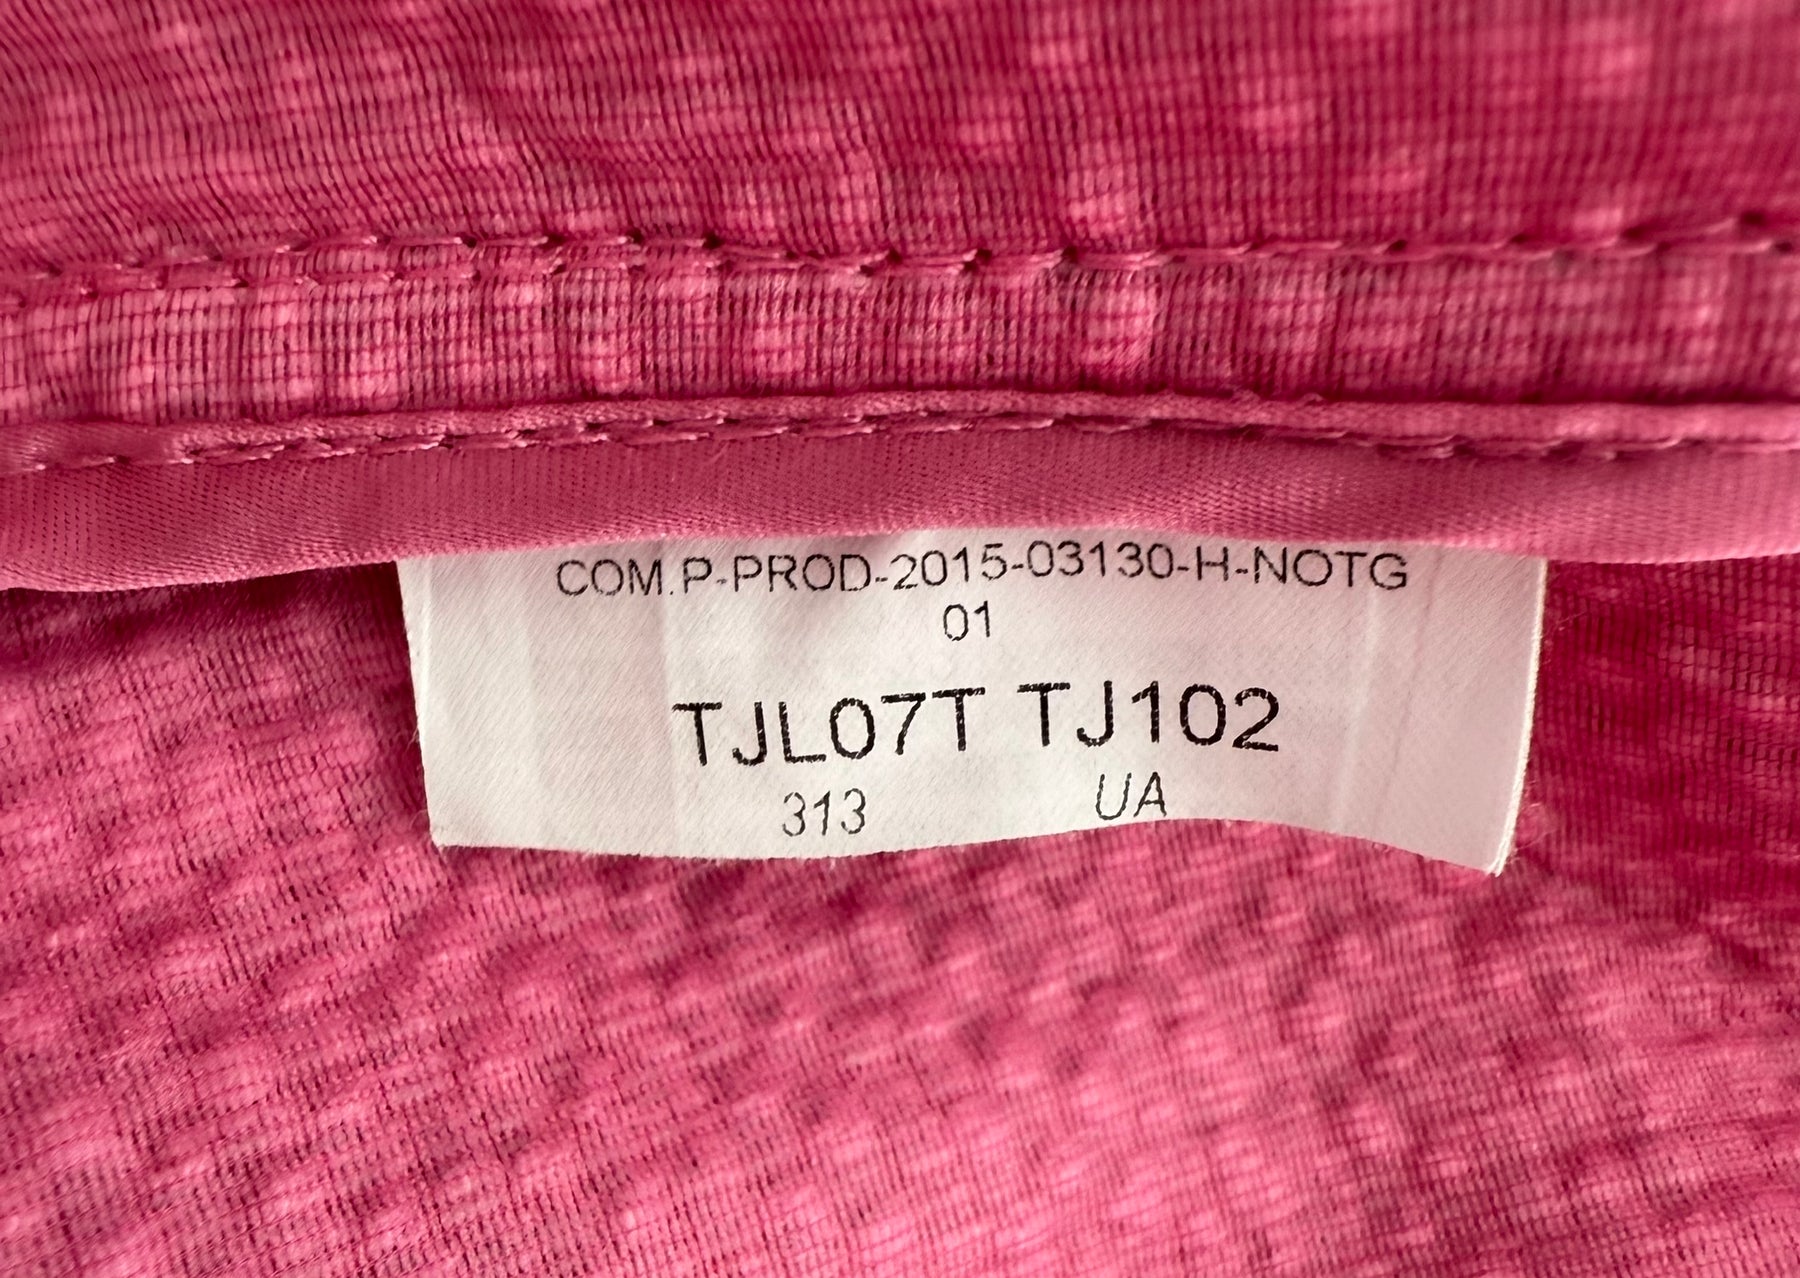 COM.P-PROD-2015-03130-H-NOTG
01
TJL07T TJ102
313 UA